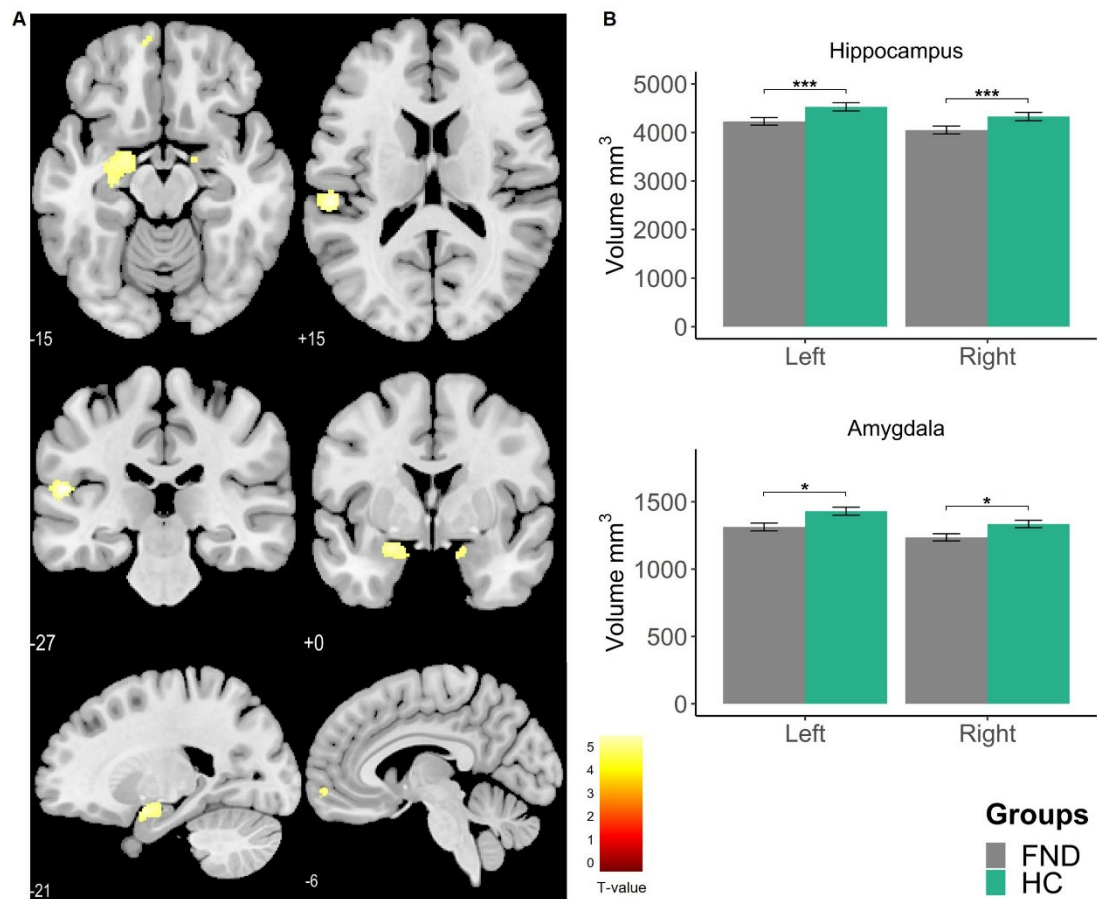 A
-15
+15
-27
+0
-21
-6
5
4
3
2
1
0
T-value
B
Hippocampus
Volume mm³
5000
4000
3000
2000
1000
0
***
***
Left
Right
Amygdala
Volume mm³
1500
1000
500
0
*
*
Left
Right
Groups
FND
HC